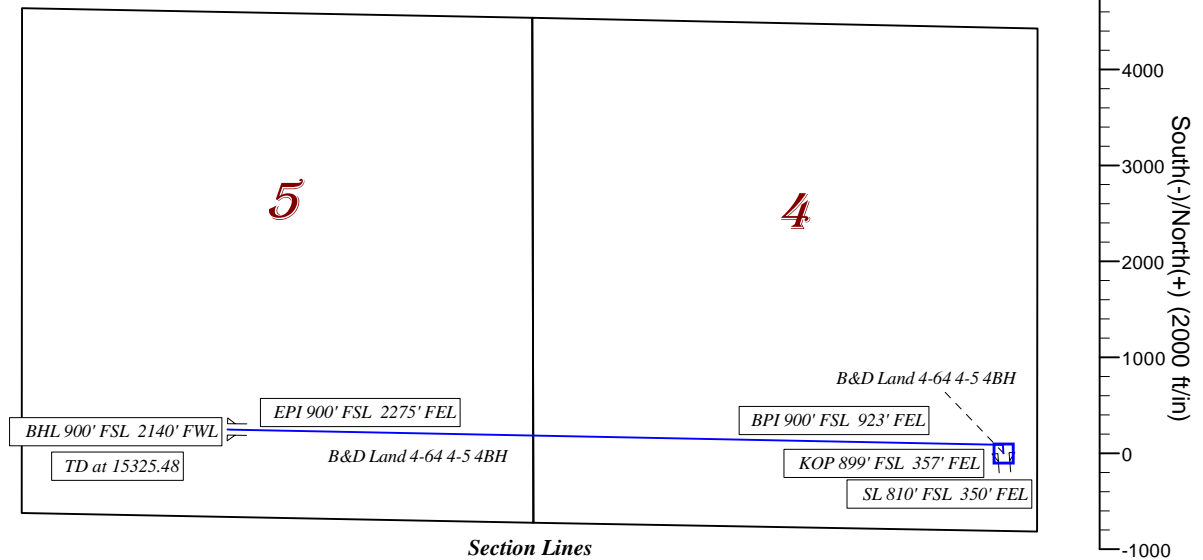 5
4
4000
3000
2000
1000
0
-1000
South(-)/North(+) (2000 ft/in)
B&D Land 4-64 4-5 4BH
EPI 900' FSL 2275' FEL
BPI 900' FSL 923' FEL
BHL 900' FSL 2140' FWL
B&D Land 4-64 4-5 4BH
KOP 899' FSL 357' FEL
TD at 15325.48
SL 810' FSL 350' FEL
Section Lines